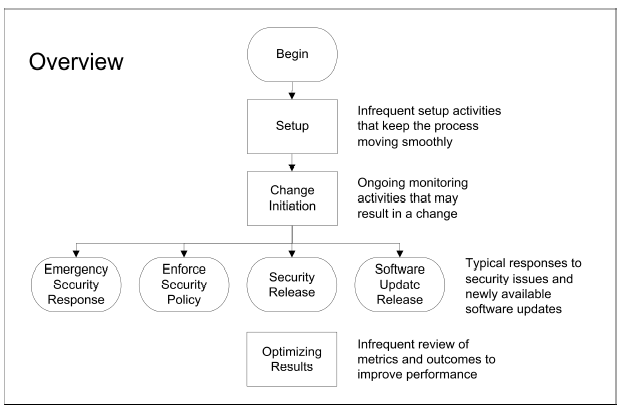 Overview
Begin
Setup
Infrequent setup activities
that keep the process
moving smoothly
Change
Initiation
Ongoing monitoring
activities that may
result in a change
Emergency
Sccurity
Response
Enforce
Sccurity
Policy
Security
Release
Software
Updatc
Release
Typical responses to
security issues and
newly available
software updates
Optimizing
Results
Infrequent review of
metrics and outcomes to
improve performance